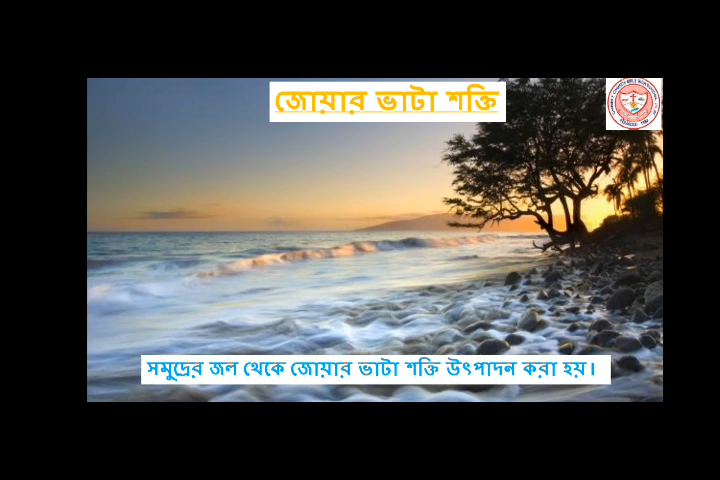 জোয়ার ভাটা শক্তি
সমুদ্রের জল থেকে জোয়ার ভাটা শক্তি উৎপাদন করা হয়।